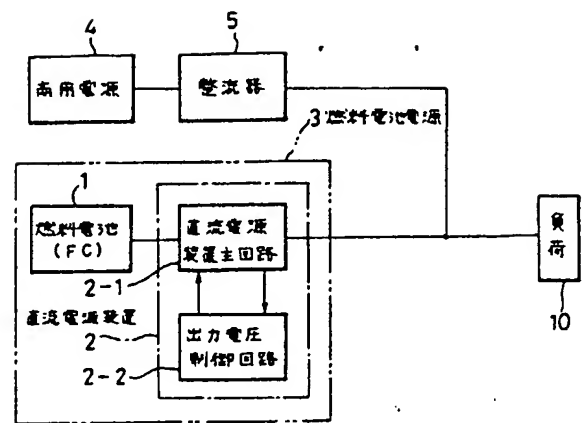 4
商用電源
5
整流器
3 燃料電池電源
1
燃料電池
(FC)
直流電源
装置主回路
2-1
直流電源装置
2
出力電圧
制御回路
2-2
負荷
10